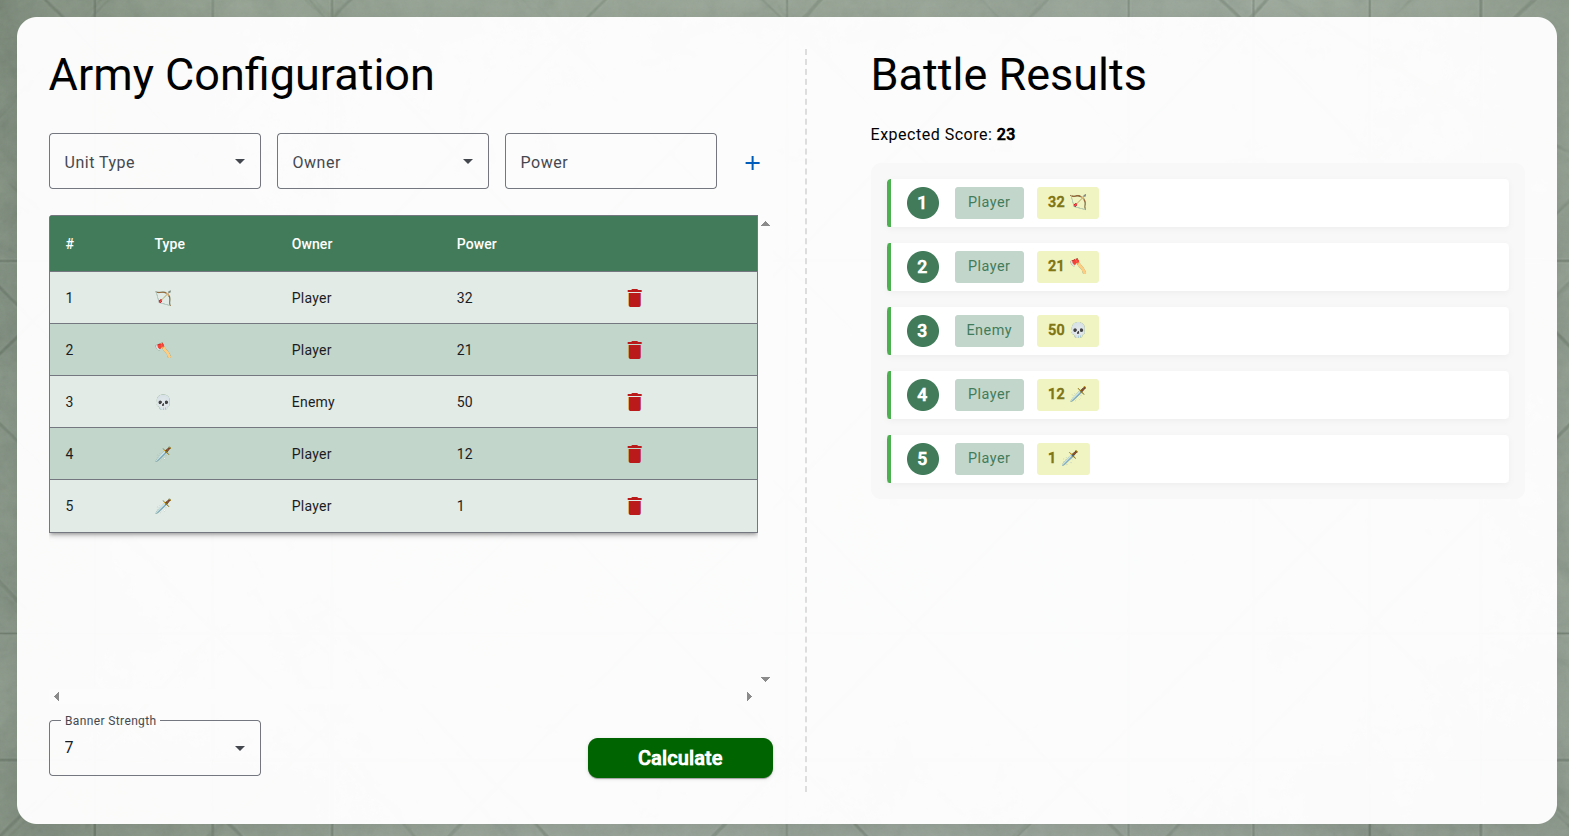 Army Configuration
Unit Type Owner Power +
# Type Owner Power
1 🏹 Player 32
2 🪓 Player 21
3 💀 Enemy 50
4 🗡️ Player 12
5 🗡️ Player 1
Banner Strength
7
Calculate
Battle Results
Expected Score: 23
1 Player 32 🏹
2 Player 21 🪓
3 Enemy 50 💀
4 Player 12 🗡️
5 Player 1 🗡️